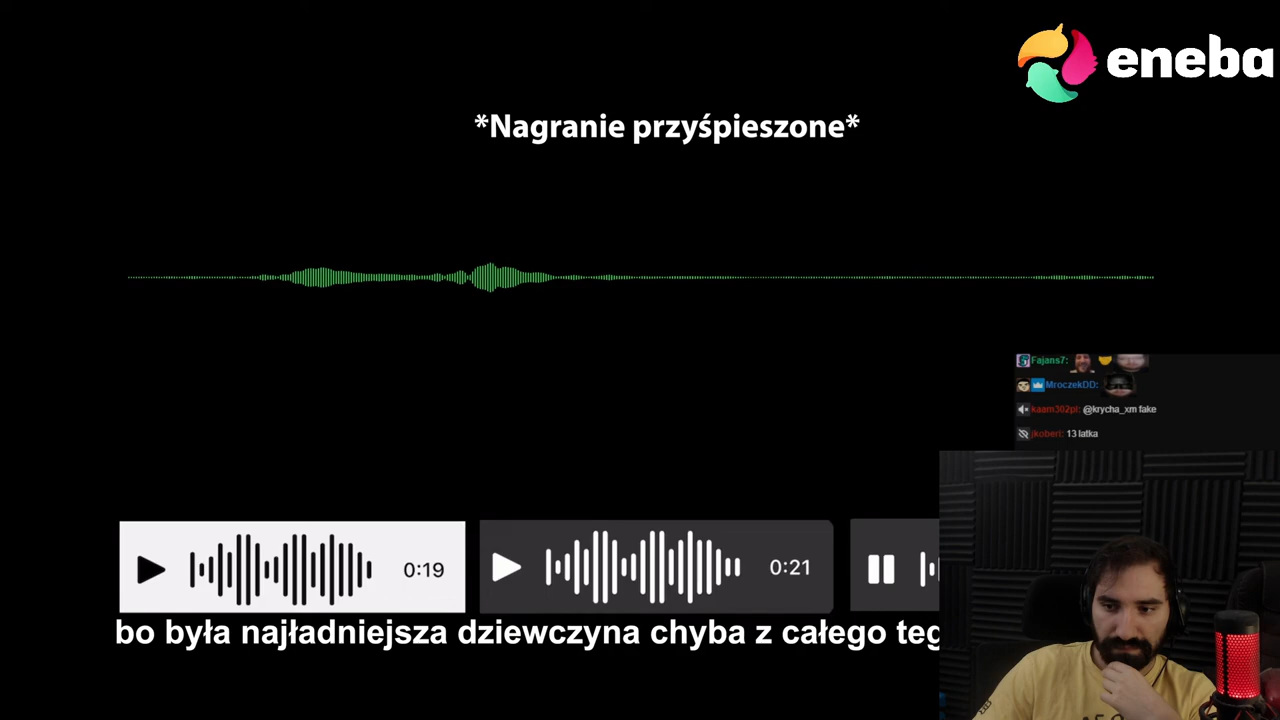 eneba
*Nagranie przyśpieszone*
Fajans7:
MroczekDD:
kaam302pl: @krycha_xm fake
jkoberi: 13 latka
0:19
0:21
bo była najładniejsza dziewczyna chyba z całego teg